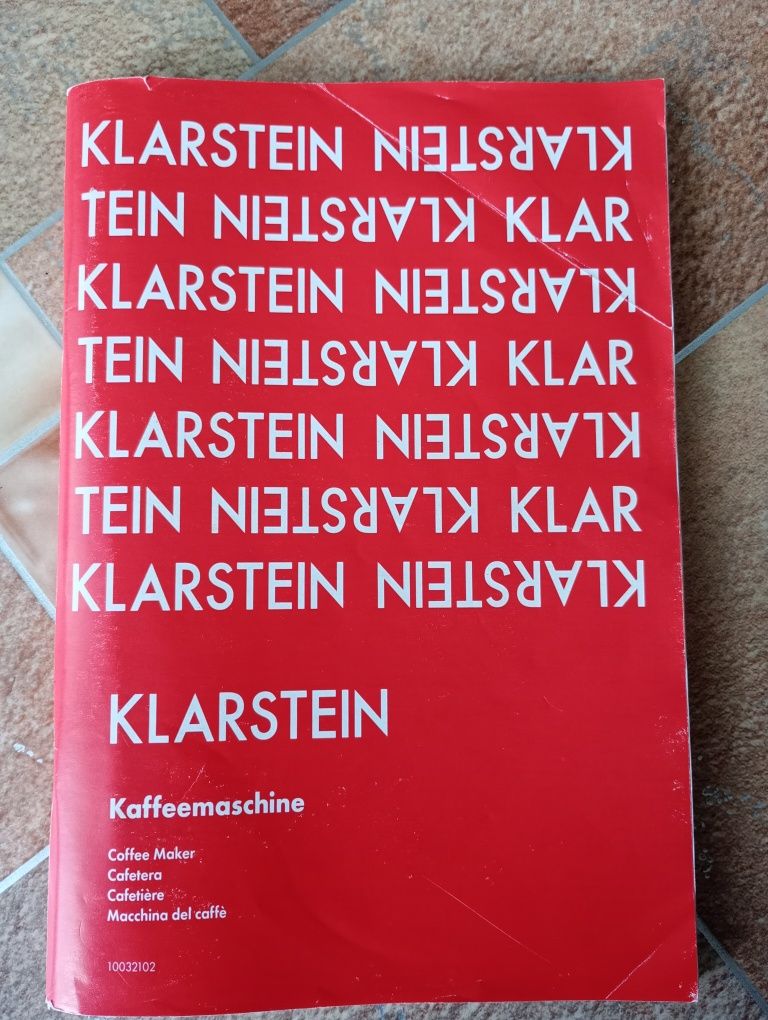 KLARSTEIN KLARSTEIN
TEIN KLARSTEIN KLAR
KLARSTEIN KLARSTEIN
TEIN KLARSTEIN KLAR
KLARSTEIN KLARSTEIN
TEIN KLARSTEIN KLAR
KLARSTEIN KLARSTEIN
KLARSTEIN
Kaffeemaschine
Coffee Maker
Cafetera
Cafetière
Macchina del caffè
10032102